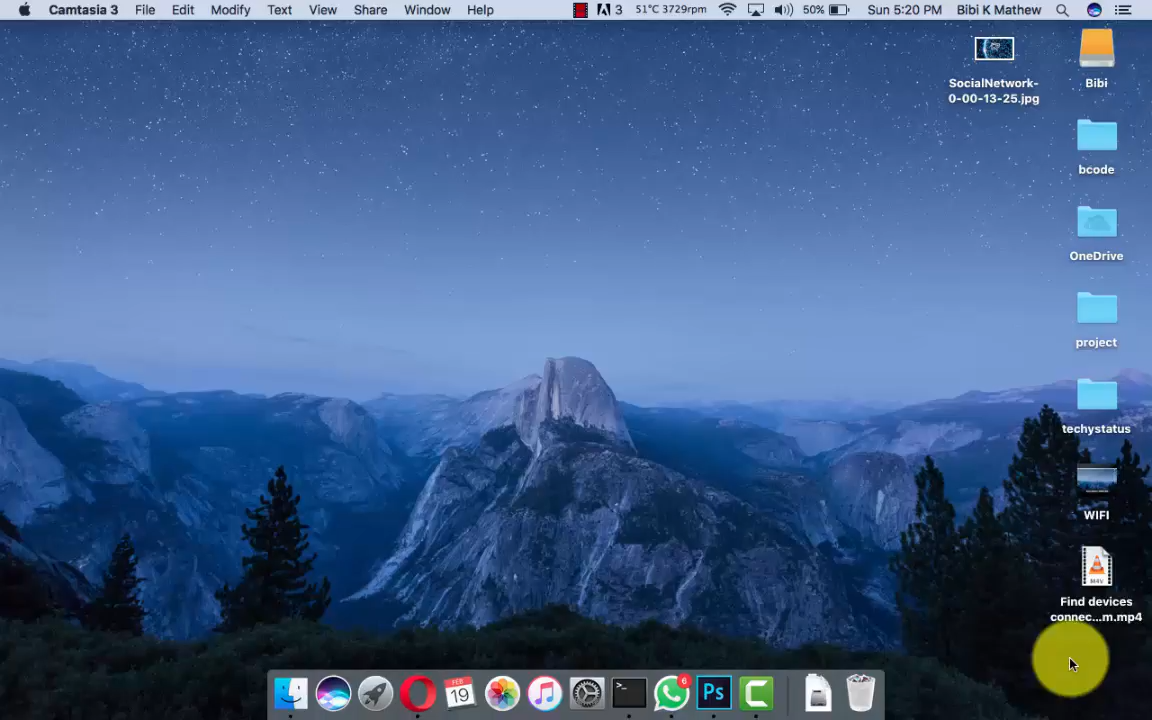 Camtasia 3 File Edit Modify Text View Share Window Help 3 51°C 3729rpm 50% Sun 5:20 PM Bibi K Mathew
SocialNetwork-
0-00-13-25.jpg
Bibi
bcode
OneDrive
project
techystatus
WIFI
M4V
Find devices
connec...m.mp4
FEB
19
>_
6
Ps
C